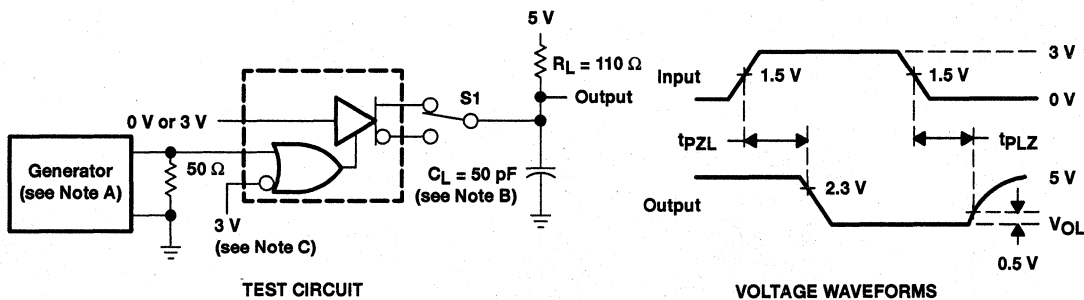 5 V
RL = 110 Ω
S1
Output
0 V or 3 V
Generator
(see Note A)
50 Ω
CL = 50 pF
(see Note B)
3 V
(see Note C)
TEST CIRCUIT
3 V
Input
1.5 V
1.5 V
0 V
tPZL
tPLZ
5 V
2.3 V
Output
VOL
0.5 V
VOLTAGE WAVEFORMS